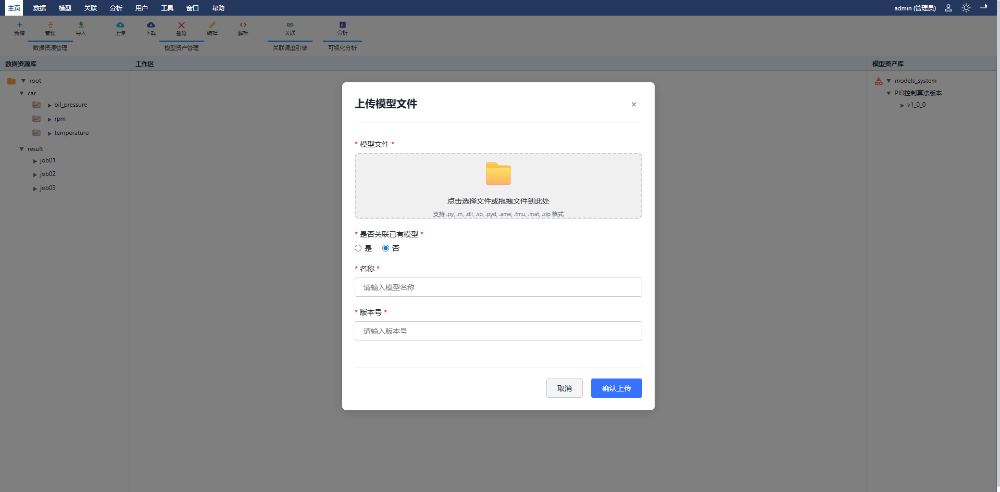 主页 数据 模型 关联 分析 用户 工具 窗口 帮助 admin (管理员)
新增 管理 导入 上传 下载 删除 编辑 解析 关联 分析
数据资源管理 模型资产管理 关联调度引擎 可视化分析
数据资源库 工作区 模型资产库
root
car
oil_pressure
rpm
temperature
result
job01
job02
job03
上传模型文件 ×
* 模型文件 *
点击选择文件或拖拽文件到此处
支持 .py, .m, .dll, .so, .pyd, .ame, .fmu, .mat, .zip 格式
* 是否关联已有模型 *
是 否
* 名称 *
请输入模型名称
* 版本号 *
请输入版本号
取消 确认上传
models_system
PID控制算法版本
v1_0_0